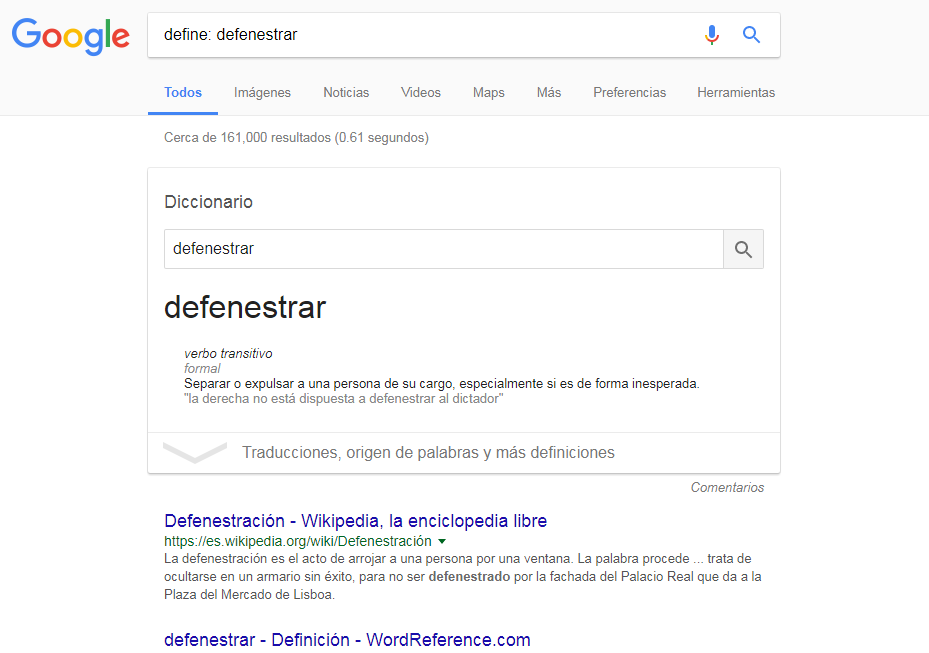 Google
define: defenestrar
Todos Imágenes Noticias Videos Maps Más Preferencias Herramientas
Cerca de 161,000 resultados (0.61 segundos)
Diccionario
defenestrar
defenestrar
verbo transitivo
formal
Separar o expulsar a una persona de su cargo, especialmente si es de forma inesperada.
"la derecha no está dispuesta a defenestrar al dictador"
Traducciones, origen de palabras y más definiciones
Comentarios
Defenestración - Wikipedia, la enciclopedia libre
https://es.wikipedia.org/wiki/Defenestración
La defenestración es el acto de arrojar a una persona por una ventana. La palabra procede ... trata de
ocultarse en un armario sin éxito, para no ser defenestrado por la fachada del Palacio Real que da a la
Plaza del Mercado de Lisboa.
defenestrar - Definición - WordReference.com